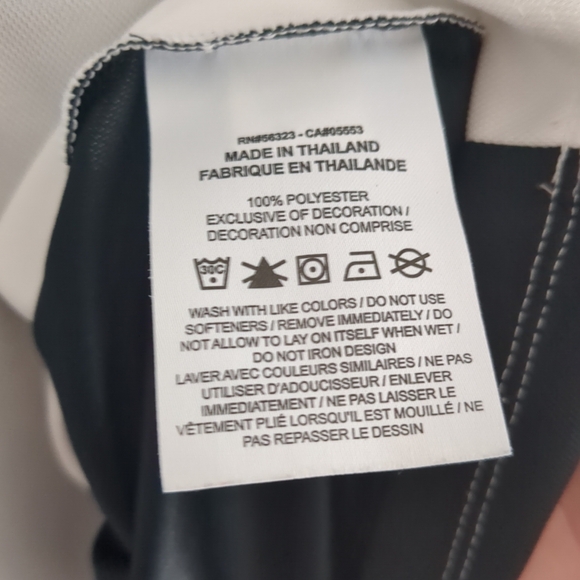 RN#56323 - CA#05553
MADE IN THAILAND
FABRIQUE EN THAILANDE
100% POLYESTER
EXCLUSIVE OF DECORATION /
DECORATION NON COMPRISE
30C
WASH WITH LIKE COLORS / DO NOT USE
SOFTENERS / REMOVE IMMEDIATELY / DO
NOT ALLOW TO LAY ON ITSELF WHEN WET /
DO NOT IRON DESIGN
LAVER AVEC COULEURS SIMILAIRES / NE PAS
UTILISER D'ADOUCISSEUR / ENLEVER
IMMEDIATEMENT / NE PAS LAISSER LE
VÊTEMENT PLIÉ LORSQU'IL EST MOUILLÉ / NE
PAS REPASSER LE DESSIN